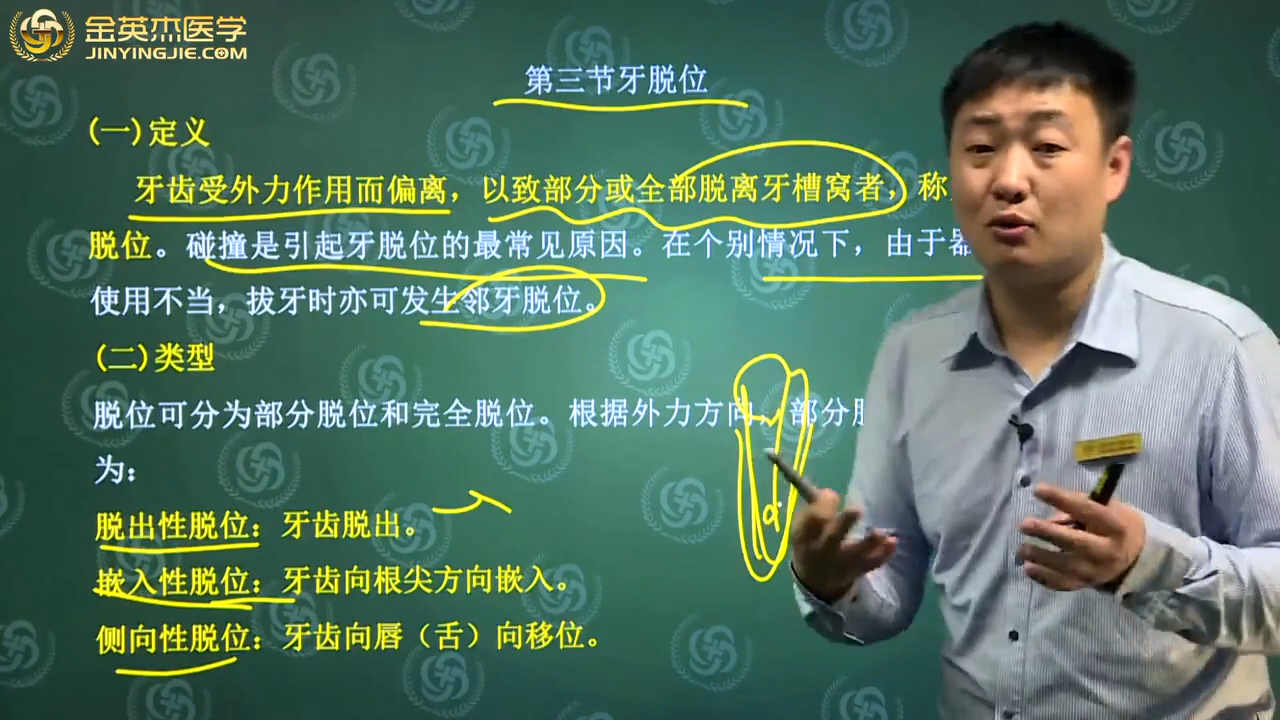 金英杰医学
JINYINGJIE.COM
第三节牙脱位
(一)定义
牙齿受外力作用而偏离，以致部分或全部脱离牙槽窝者，称
脱位。碰撞是引起牙脱位的最常见原因。在个别情况下，由于器
使用不当，拔牙时亦可发生邻牙脱位。
(二)类型
脱位可分为部分脱位和完全脱位。根据外力方向，部分脱
为：
脱出性脱位：牙齿脱出。
嵌入性脱位：牙齿向根尖方向嵌入。
侧向性脱位：牙齿向唇（舌）向移位。